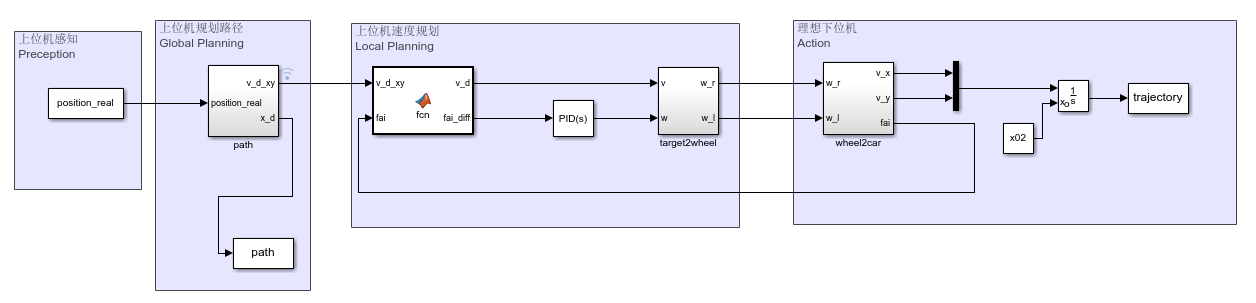 上位机感知
Preception
position_real
上位机规划路径
Global Planning
v_d_xy
position_real
x_d
path
path
上位机速度规划
Local Planning
v_d_xy
v_d
fcn
fai
fai_diff
PID(s)
v
w_r
w
w_l
target2wheel
理想下位机
Action
w_r
v_x
v_y
w_l
fai
wheel2car
1
s
xo
x02
trajectory